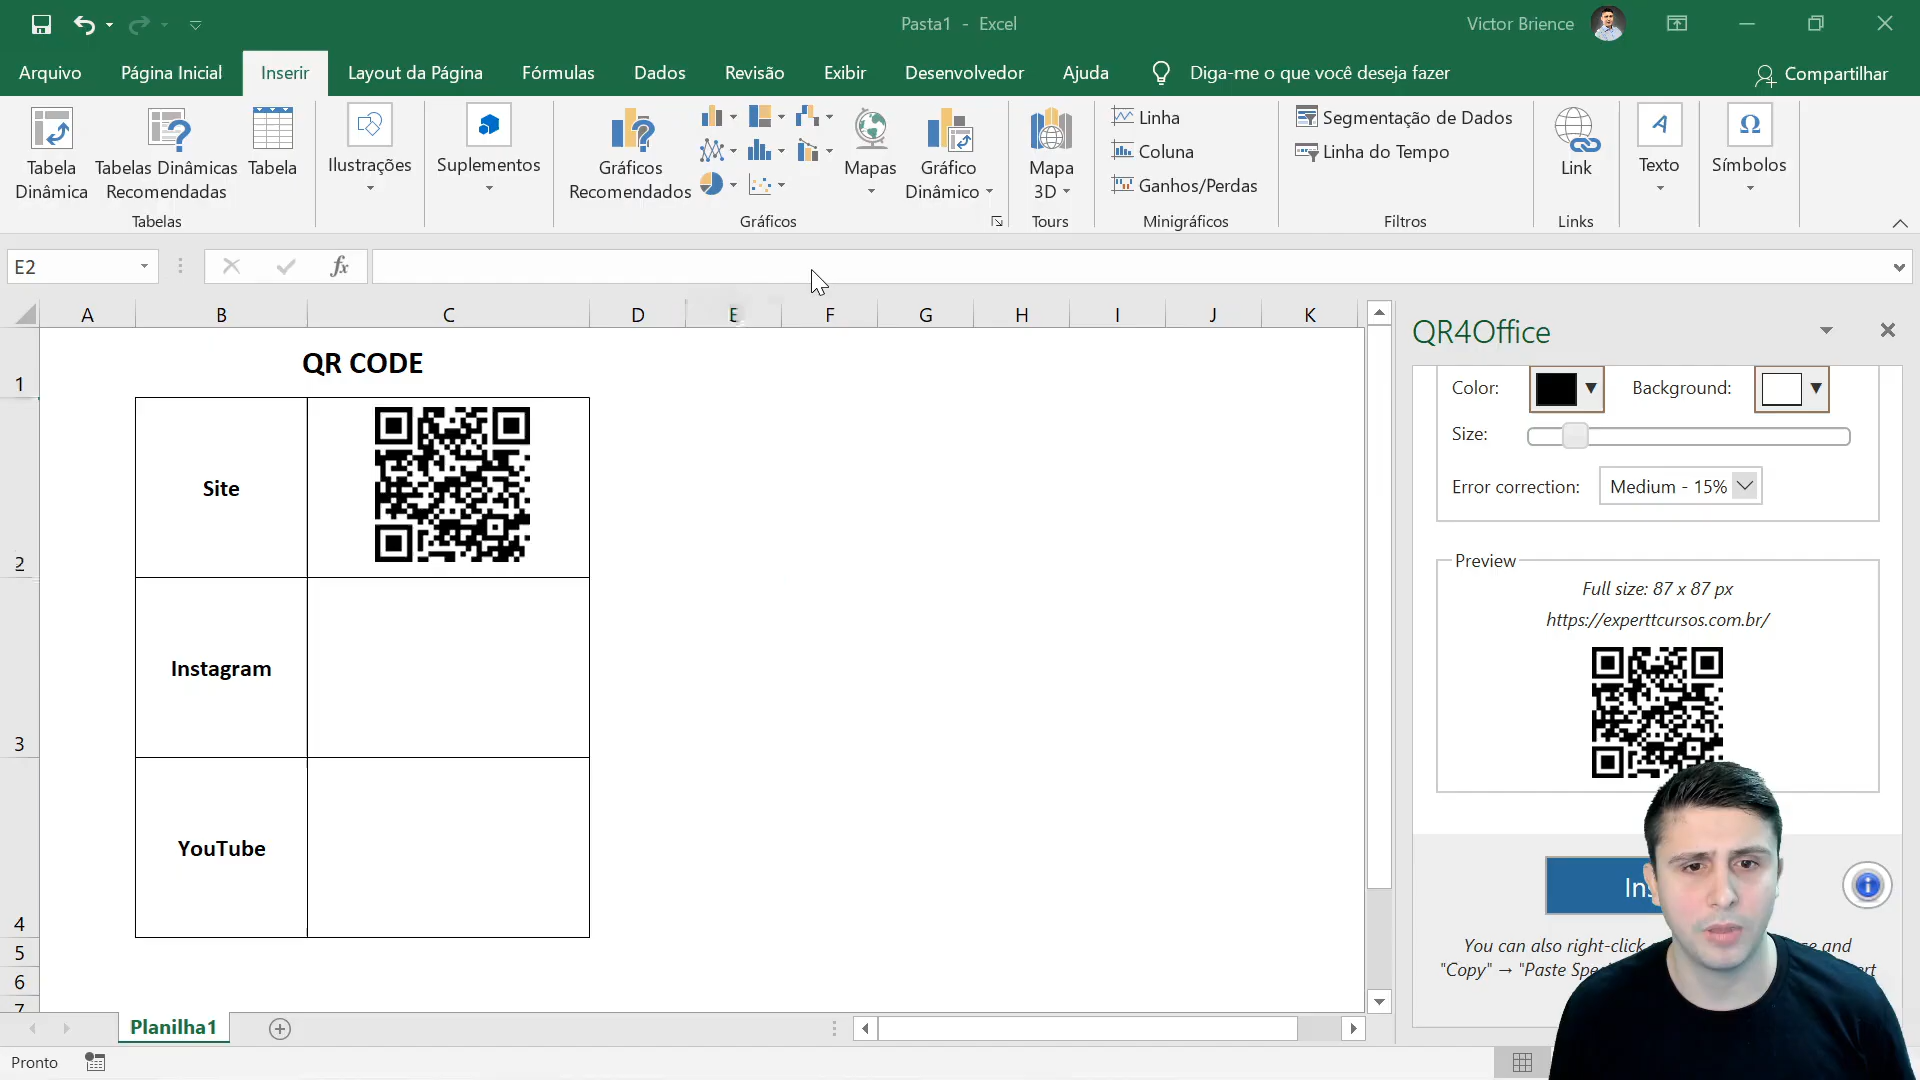 Pasta1 - Excel
Victor Brience
Arquivo
Página Inicial
Inserir
Layout da Página
Fórmulas
Dados
Revisão
Exibir
Desenvolvedor
Ajuda
Diga-me o que você deseja fazer
Compartilhar
Tabela
Dinâmica
Tabelas Dinâmicas
Recomendadas
Tabela
Tabelas
Ilustrações
Suplementos
Gráficos
Recomendados
Mapas
Gráfico
Dinâmico
Gráficos
Mapa
3D
Tours
Linha
Coluna
Ganhos/Perdas
Minigráficos
Segmentação de Dados
Linha do Tempo
Filtros
Link
Links
Texto
Símbolos
E2
fx
A B C D E F G H I J K
1
2
3
4
5
6
7
QR CODE
Site
Instagram
YouTube
QR4Office
Color:
Background:
Size:
Error correction: Medium - 15%
Preview
Full size: 87 x 87 px
https://experttcursos.com.br/
You can also right-click and
"Copy" → "Paste
Planilha1
Pronto